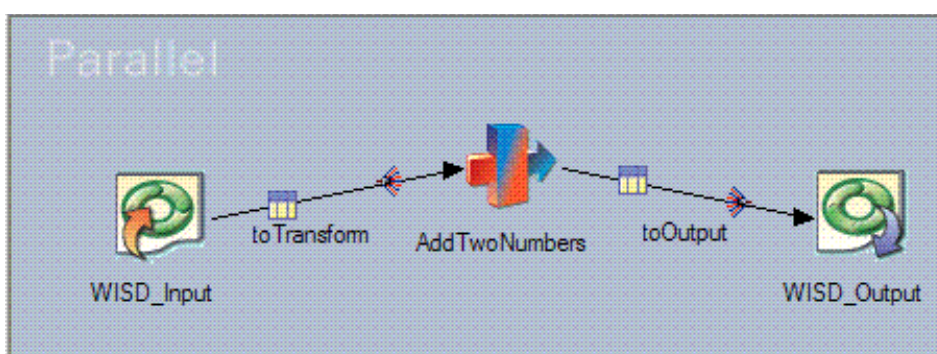 Parallel
toTransform
AddTwoNumbers
toOutput
WISD_Input
WISD_Output